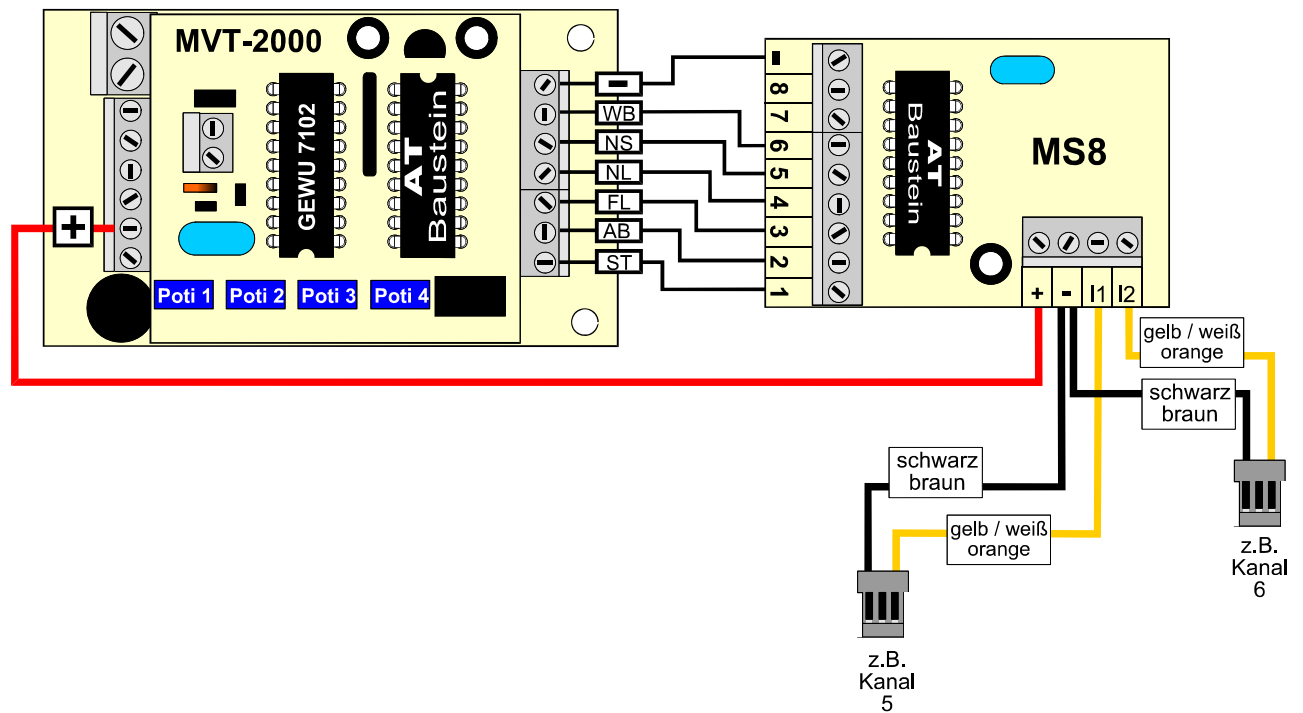 MVT-2000
GEWU 7102
AT
Baustein
Poti 1
Poti 2
Poti 3
Poti 4
+
-
WB
NS
NL
FL
AB
ST
-
8
7
6
5
4
3
2
1
AT
Baustein
MS8
+
-
I1
I2
gelb / weiß
orange
schwarz
braun
schwarz
braun
gelb / weiß
orange
z.B.
Kanal
6
z.B.
Kanal
5